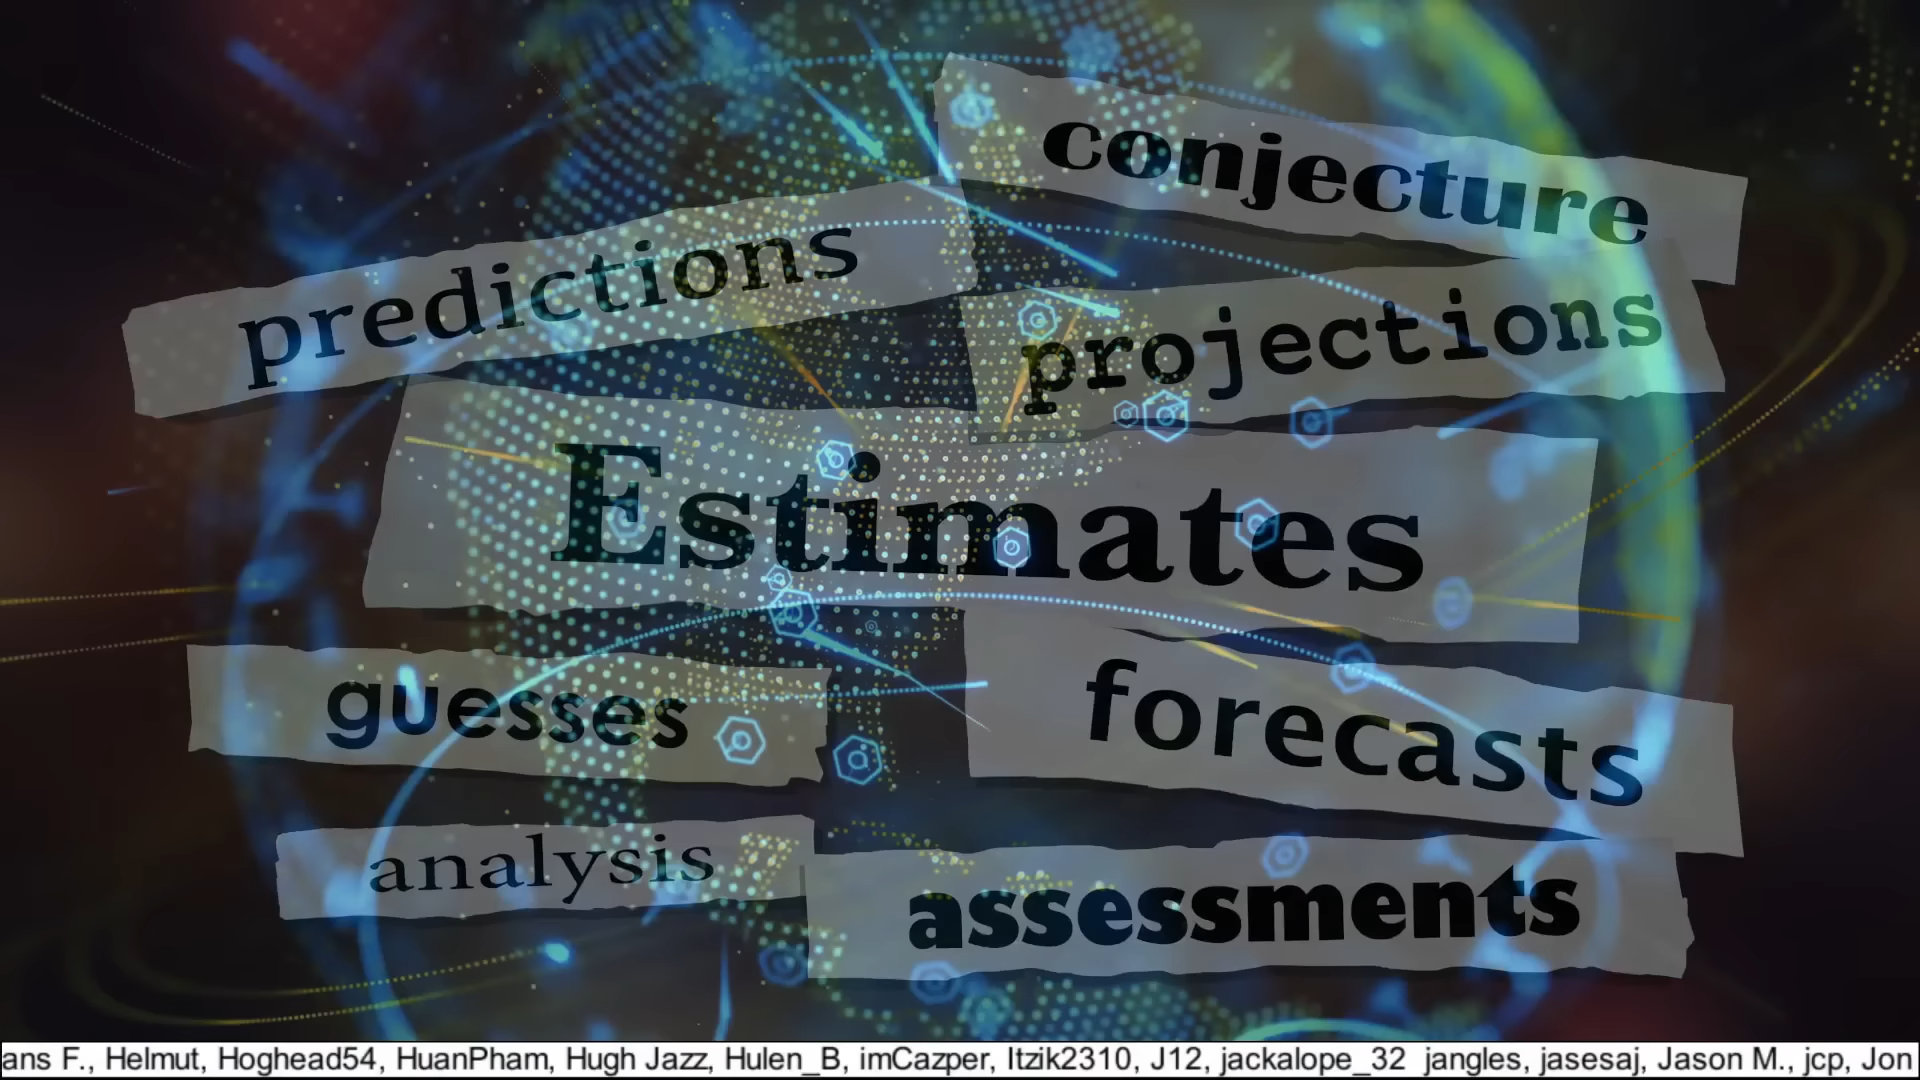 conjecture
predictions
projections
Estimates
guesses
forecasts
analysis
assessments
ans F., Helmut, Hoghead54, HuanPham, Hugh Jazz, Hulen_B, imCazper, Itzik2310, J12, jackalope_32  jangles, jasesaj, Jason M., jcp, Jon